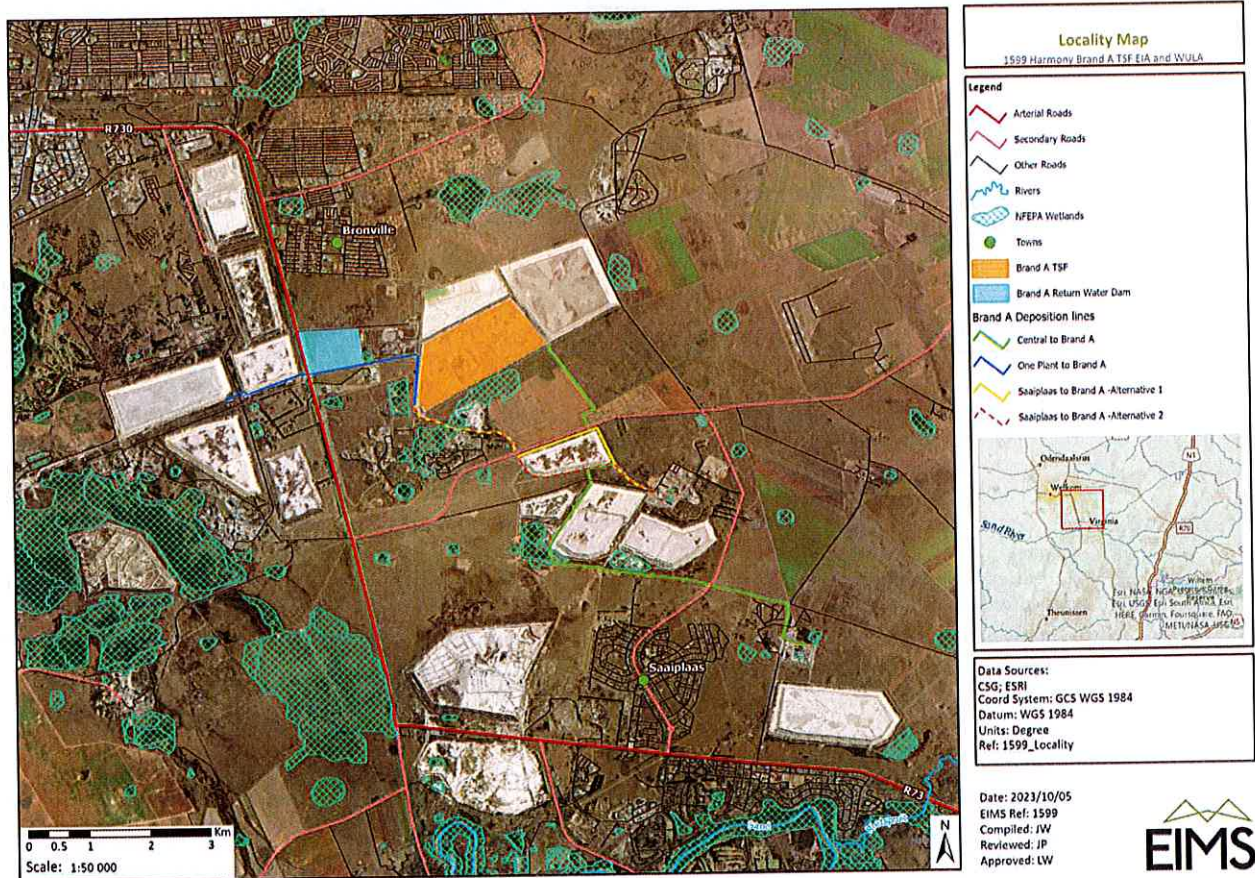 Locality Map
1599 Harmony Brand A TSF EIA and WULA
Legend
Arterial Roads
Secondary Roads
Other Roads
Rivers
NFEPA Wetlands
Towns
Brand A TSF
Brand A Return Water Dam
Brand A Deposition lines
Central to Brand A
One Plant to Brand A
Saaiplaas to Brand A -Alternative 1
Saaiplaas to Brand A -Alternative 2
Odendaalsrus
N1
Welkom
Virginia
Sand River
Theunissen
Data Sources:
CSG; ESRI
Coord System: GCS WGS 1984
Datum: WGS 1984
Units: Degree
Ref: 1599_Locality
Date: 2023/10/05
EIMS Ref: 1599
Compiled: JW
Reviewed: JP
Approved: LW
EIMS
R730
Bronville
Saaiplaas
R73
Sand
N
Km
0 0.5 1 2 3
Scale: 1:50 000